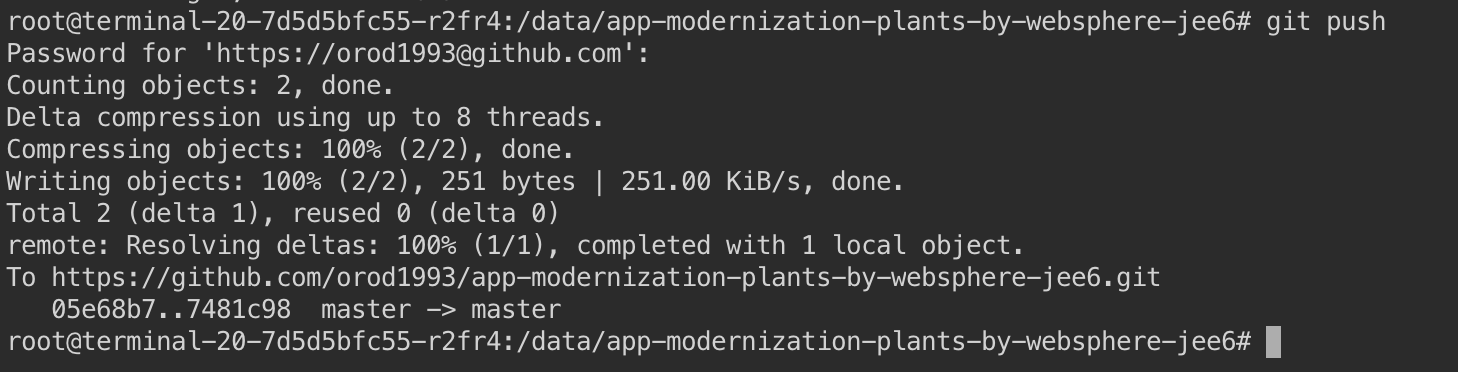 root@terminal-20-7d5d5bfc55-r2fr4:/data/app-modernization-plants-by-websphere-jee6# git push
Password for 'https://orod1993@github.com':
Counting objects: 2, done.
Delta compression using up to 8 threads.
Compressing objects: 100% (2/2), done.
Writing objects: 100% (2/2), 251 bytes | 251.00 KiB/s, done.
Total 2 (delta 1), reused 0 (delta 0)
remote: Resolving deltas: 100% (1/1), completed with 1 local object.
To https://github.com/orod1993/app-modernization-plants-by-websphere-jee6.git
   05e68b7..7481c98  master -> master
root@terminal-20-7d5d5bfc55-r2fr4:/data/app-modernization-plants-by-websphere-jee6#